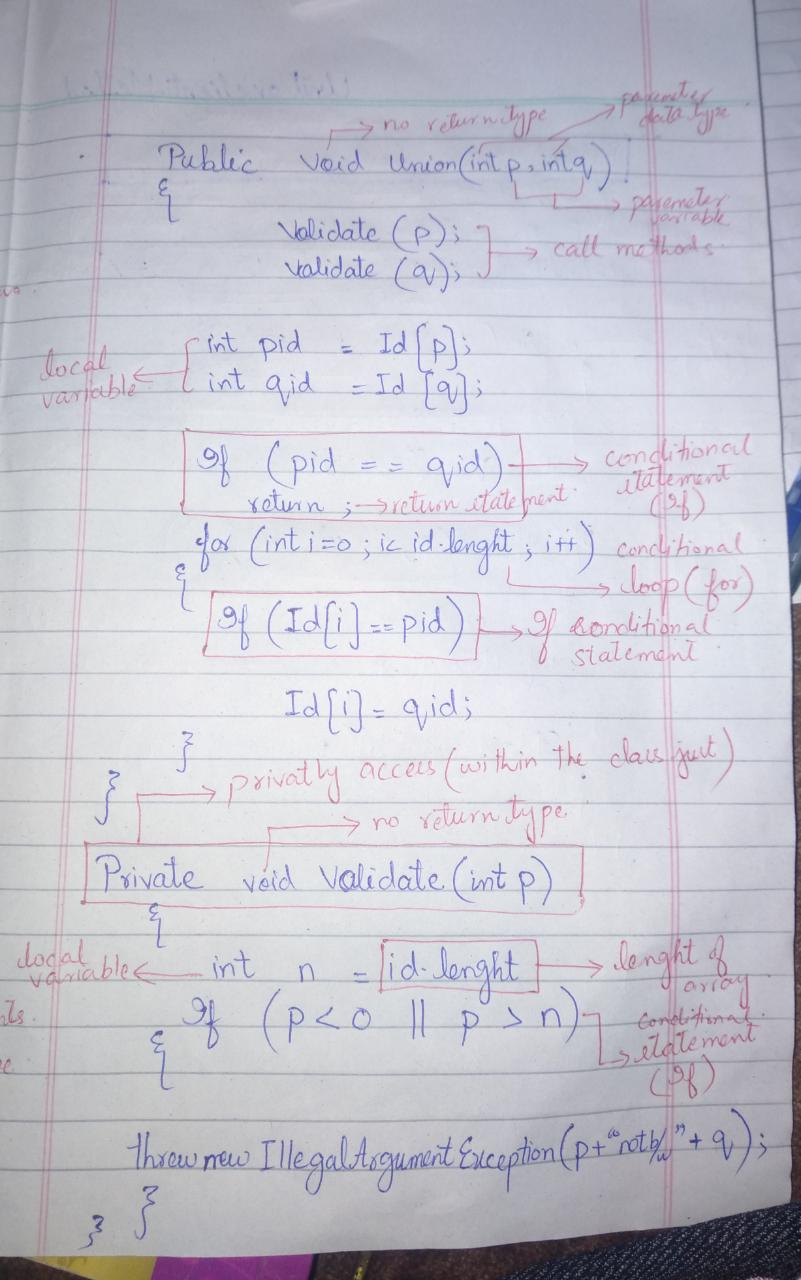 paremeter
no return type data type
Public void Union(int p, int q)
{
paremeter
variable
Validate (p);
validate (q); call methods
int pid = Id[p];
local
variable
int qid = Id [q];
If (pid == qid) conditional
statement
(If)
return ; return statement
for (int i=0 ; i< id.lenght ; i++) conditional
loop (for)
{
If (Id[i] == pid) If conditional
statement
Id[i] = qid;
}
privatly access (within the class just)
}
no return type
Private void Validate (int p)
{
local
variable int n = id.lenght lenght of
array
If (p < 0 || p > n) conditional
statement
(If)
{
threw new IllegalArgument Exception (p+ "not b/w" + q);
}
}